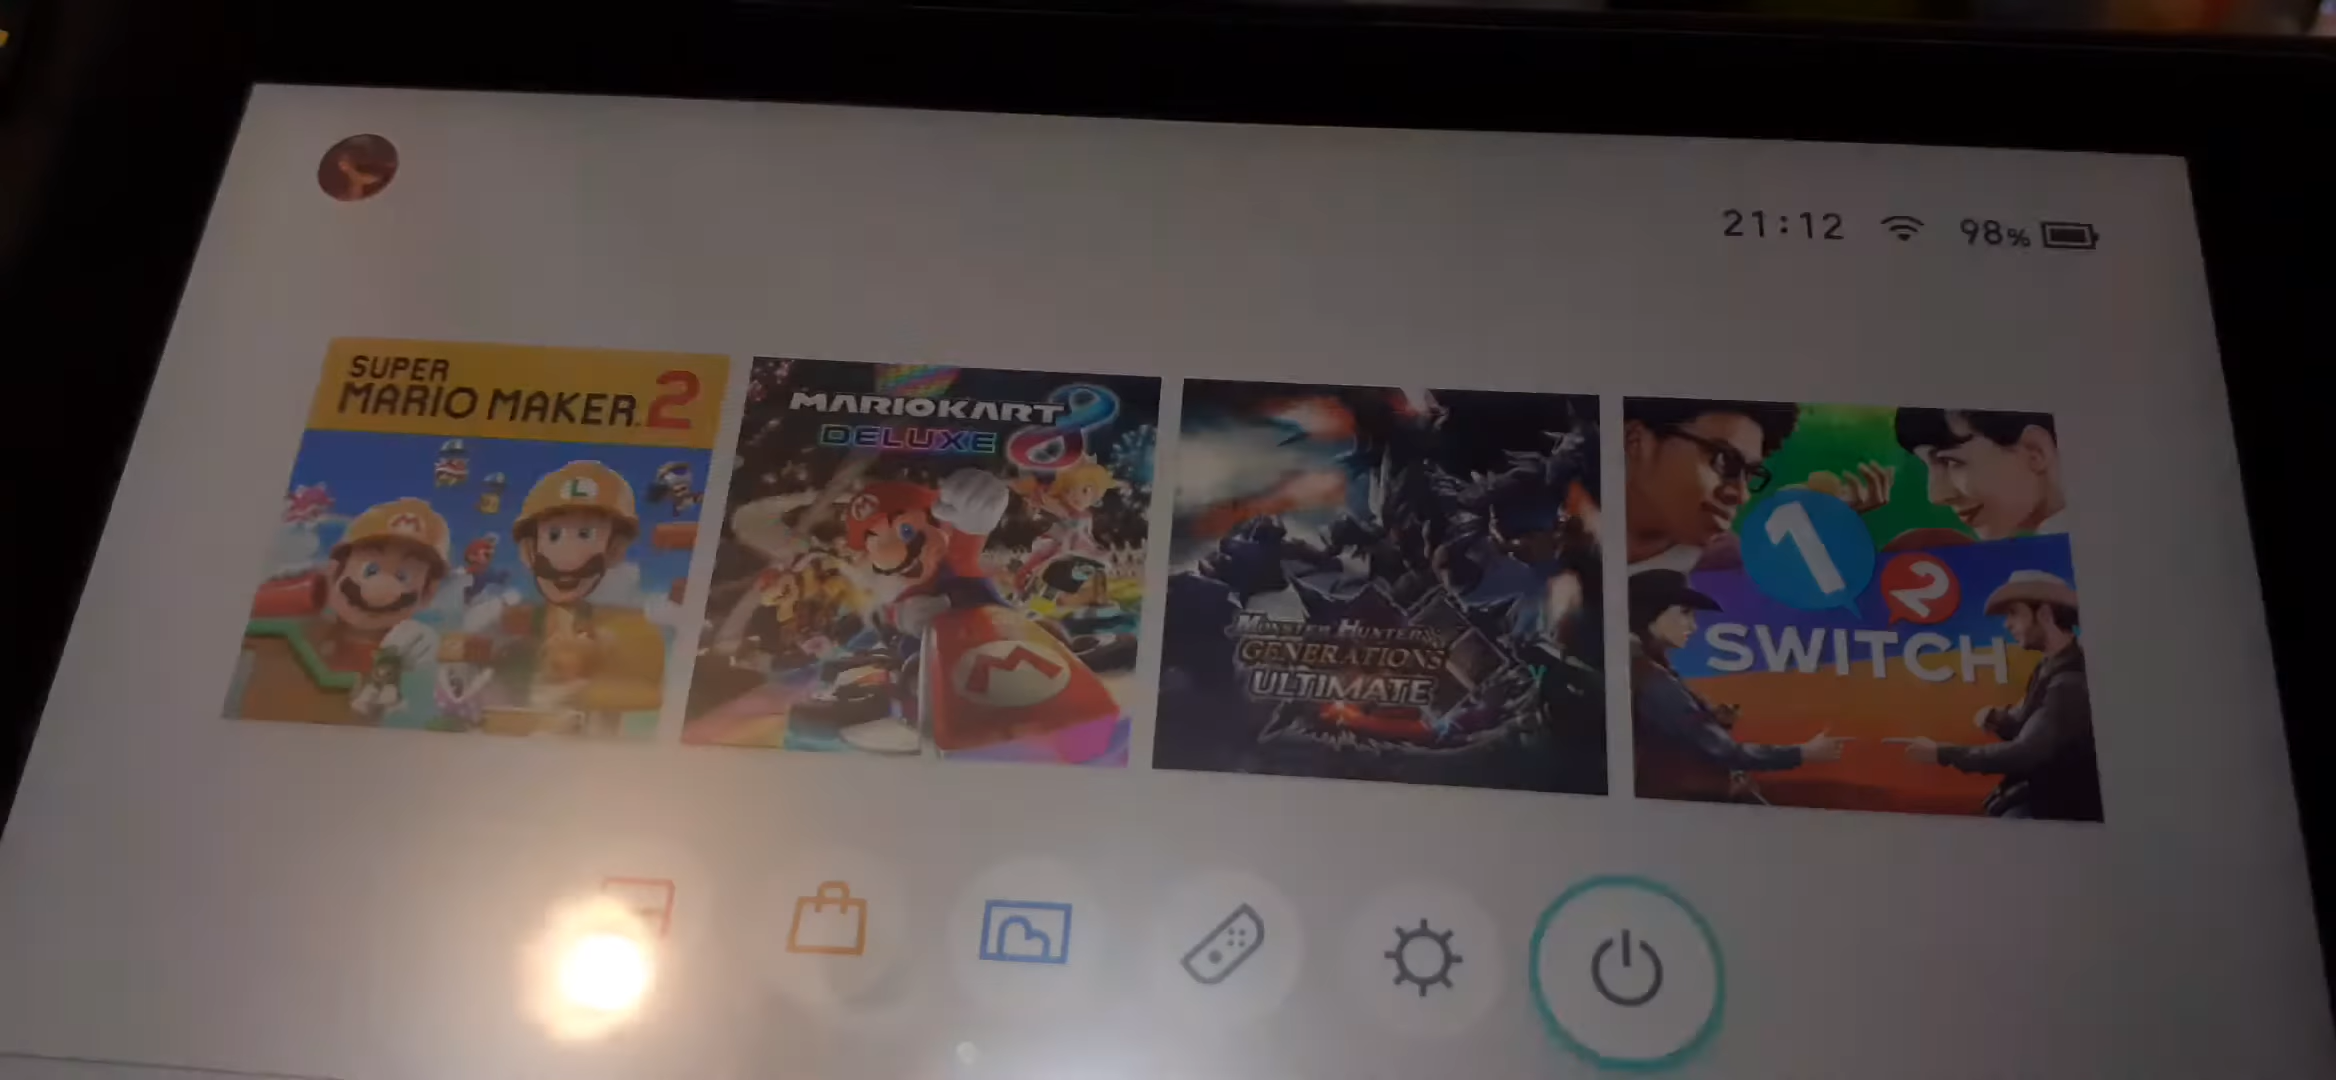 21:12 98%
SUPER
MARIO MAKER 2
MARIOKART 8
DELUXE
MONSTER HUNTER
GENERATIONS
ULTIMATE
1 2
SWITCH
M
L
M
M